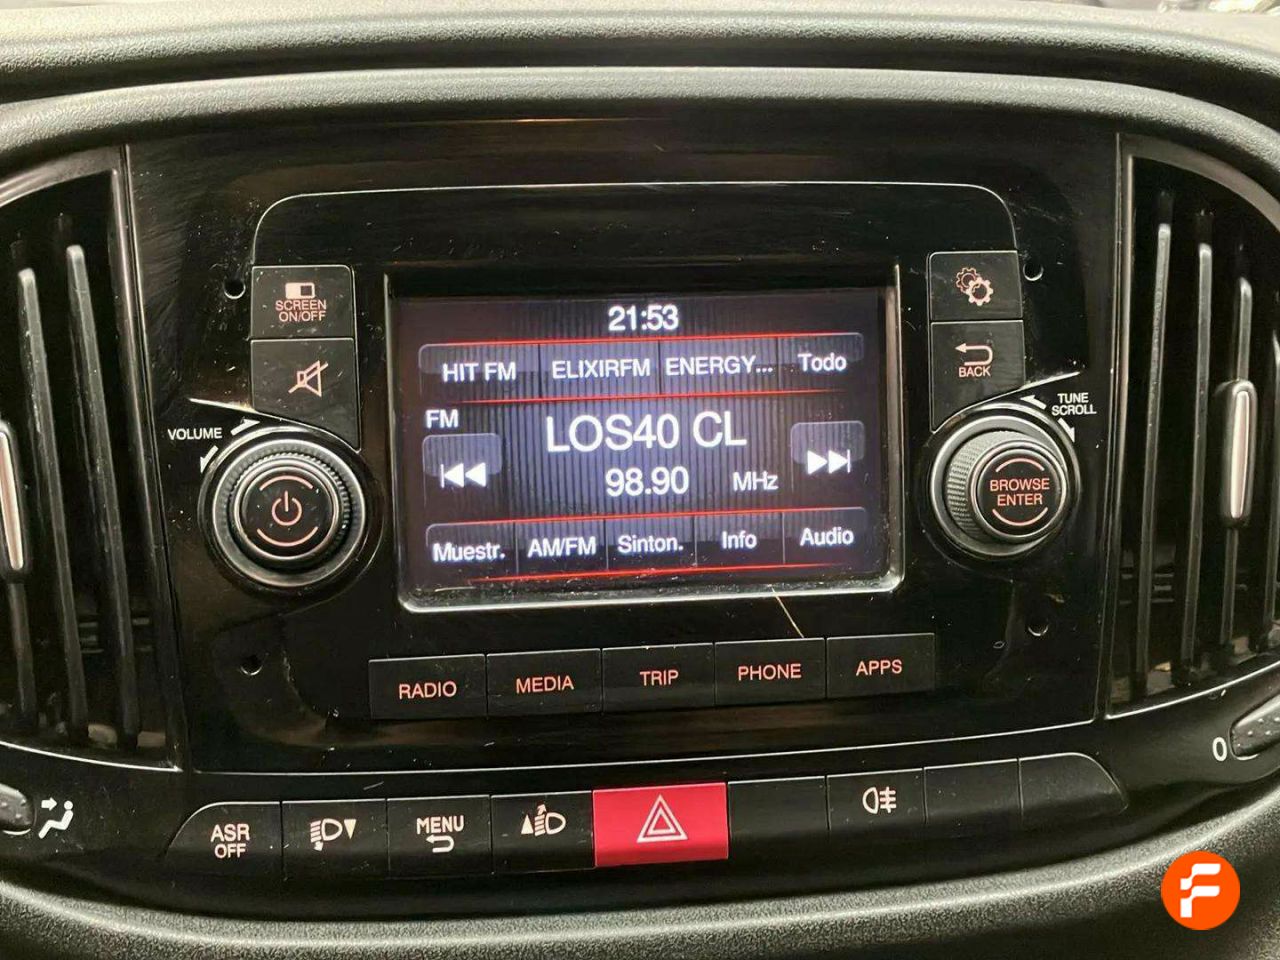 SCREEN
ON/OFF
21:53
HIT FM
ELIXIRFM
ENERGY...
Todo
BACK
FM
LOS40 CL
98.90 MHz
VOLUME
TUNE
SCROLL
BROWSE
ENTER
Muestr.
AM/FM
Sinton.
Info
Audio
RADIO
MEDIA
TRIP
PHONE
APPS
0
ASR
OFF
MENU
F